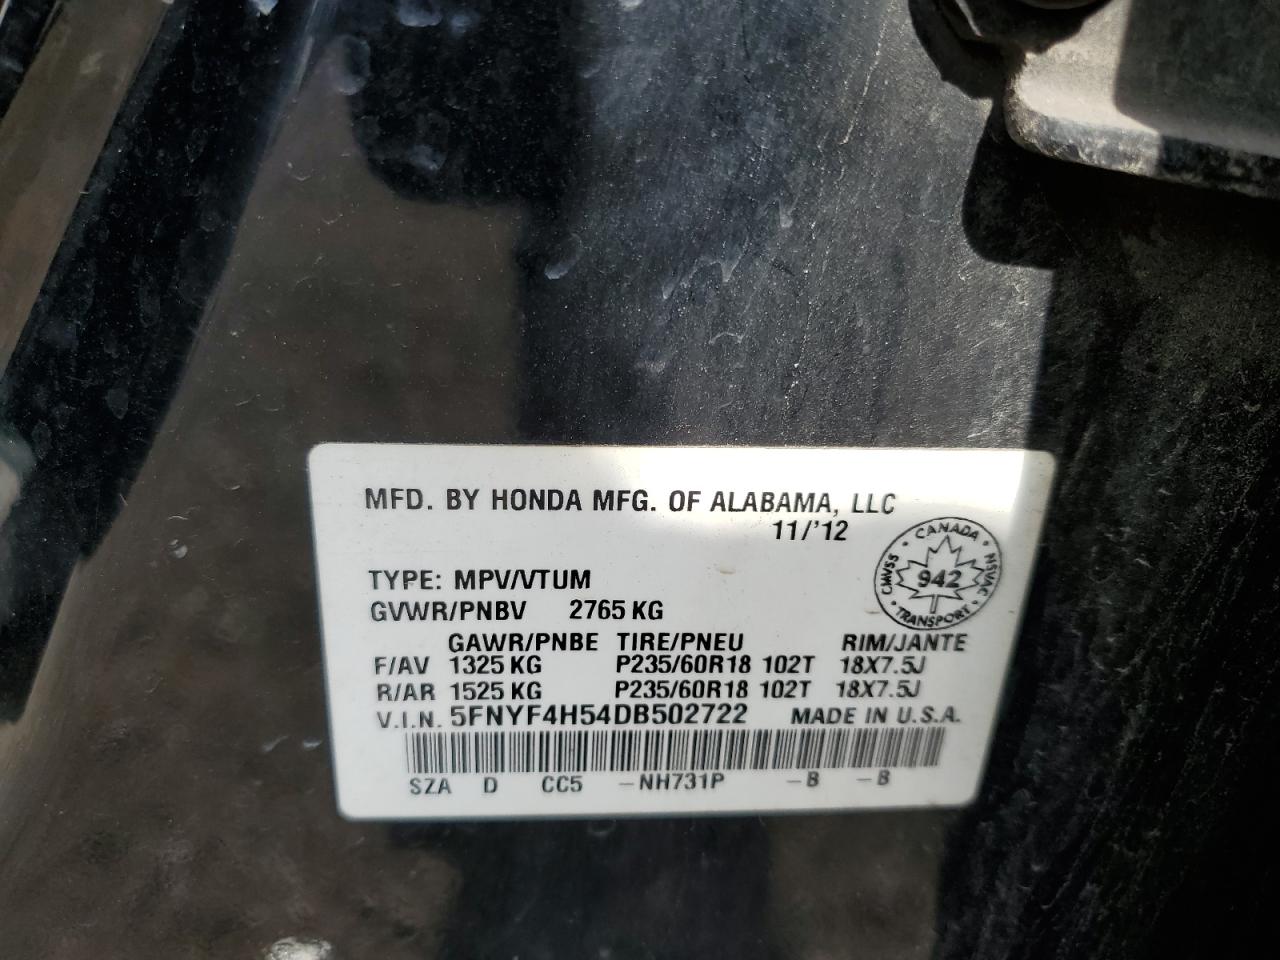 MFD. BY HONDA MFG. OF ALABAMA, LLC
11/'12
CANADA
CMVSS 942 NSVAC
TRANSPORT
TYPE: MPV/VTUM
GVWR/PNBV 2765 KG
GAWR/PNBE TIRE/PNEU RIM/JANTE
F/AV 1325 KG P235/60R18 102T 18X7.5J
R/AR 1525 KG P235/60R18 102T 18X7.5J
V.I.N. 5FNYF4H54DB502722 MADE IN U.S.A.
SZA D CC5 -NH731P -B -B